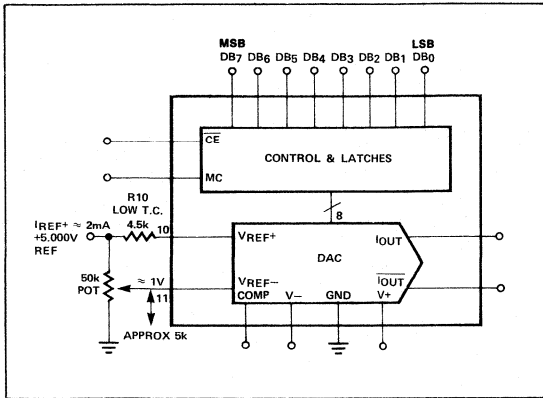 MSB LSB
DB7 DB6 DB5 DB4 DB3 DB2 DB1 DB0
CE
CONTROL & LATCHES
MC
R10
LOW T.C.
IREF+ ≈ 2mA 4.5k 10
+5.000V
REF
8
VREF+ IOUT
DAC
50k
POT
≈ 1V
11
VREF− IOUT
COMP V− GND V+
APPROX 5k